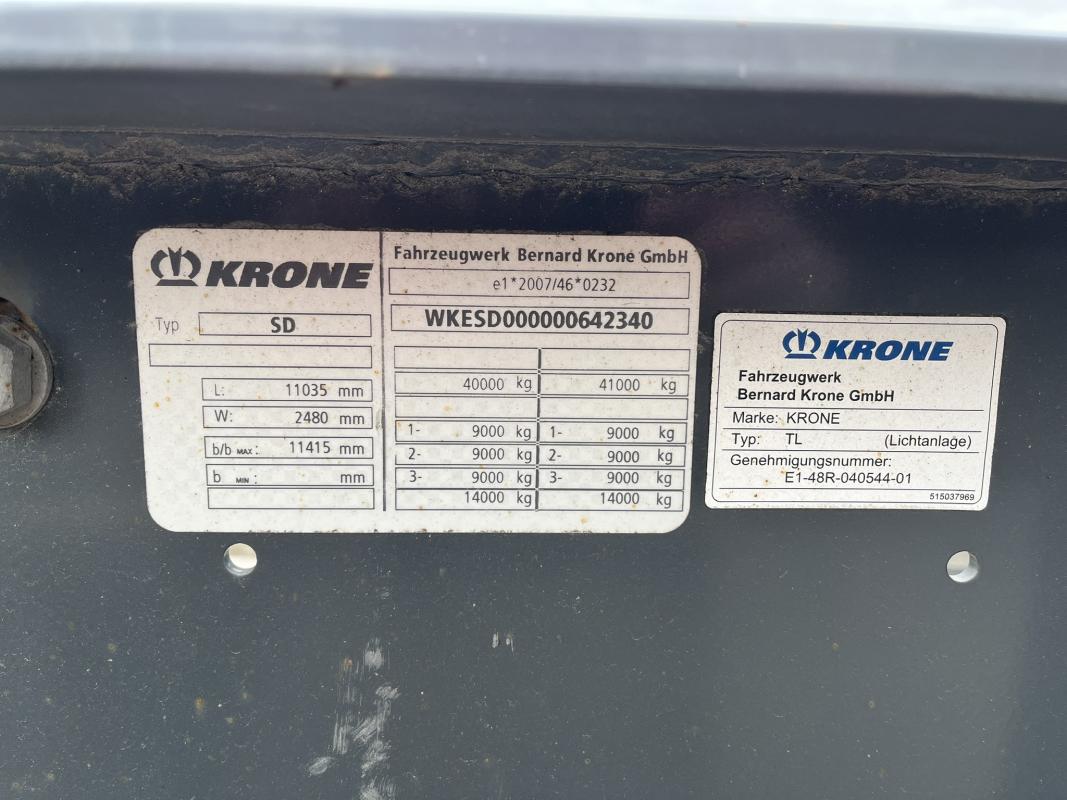 KRONE
Typ SD
L: 11035 mm
W: 2480 mm
b/b MAX: 11415 mm
b MIN: mm
Fahrzeugwerk Bernard Krone GmbH
e1*2007/46*0232
WKESD000000642340
40000 kg 41000 kg
1- 9000 kg 1- 9000 kg
2- 9000 kg 2- 9000 kg
3- 9000 kg 3- 9000 kg
14000 kg 14000 kg
KRONE
Fahrzeugwerk
Bernard Krone GmbH
Marke: KRONE
Typ: TL (Lichtanlage)
Genehmigungsnummer:
E1-48R-040544-01
515037969